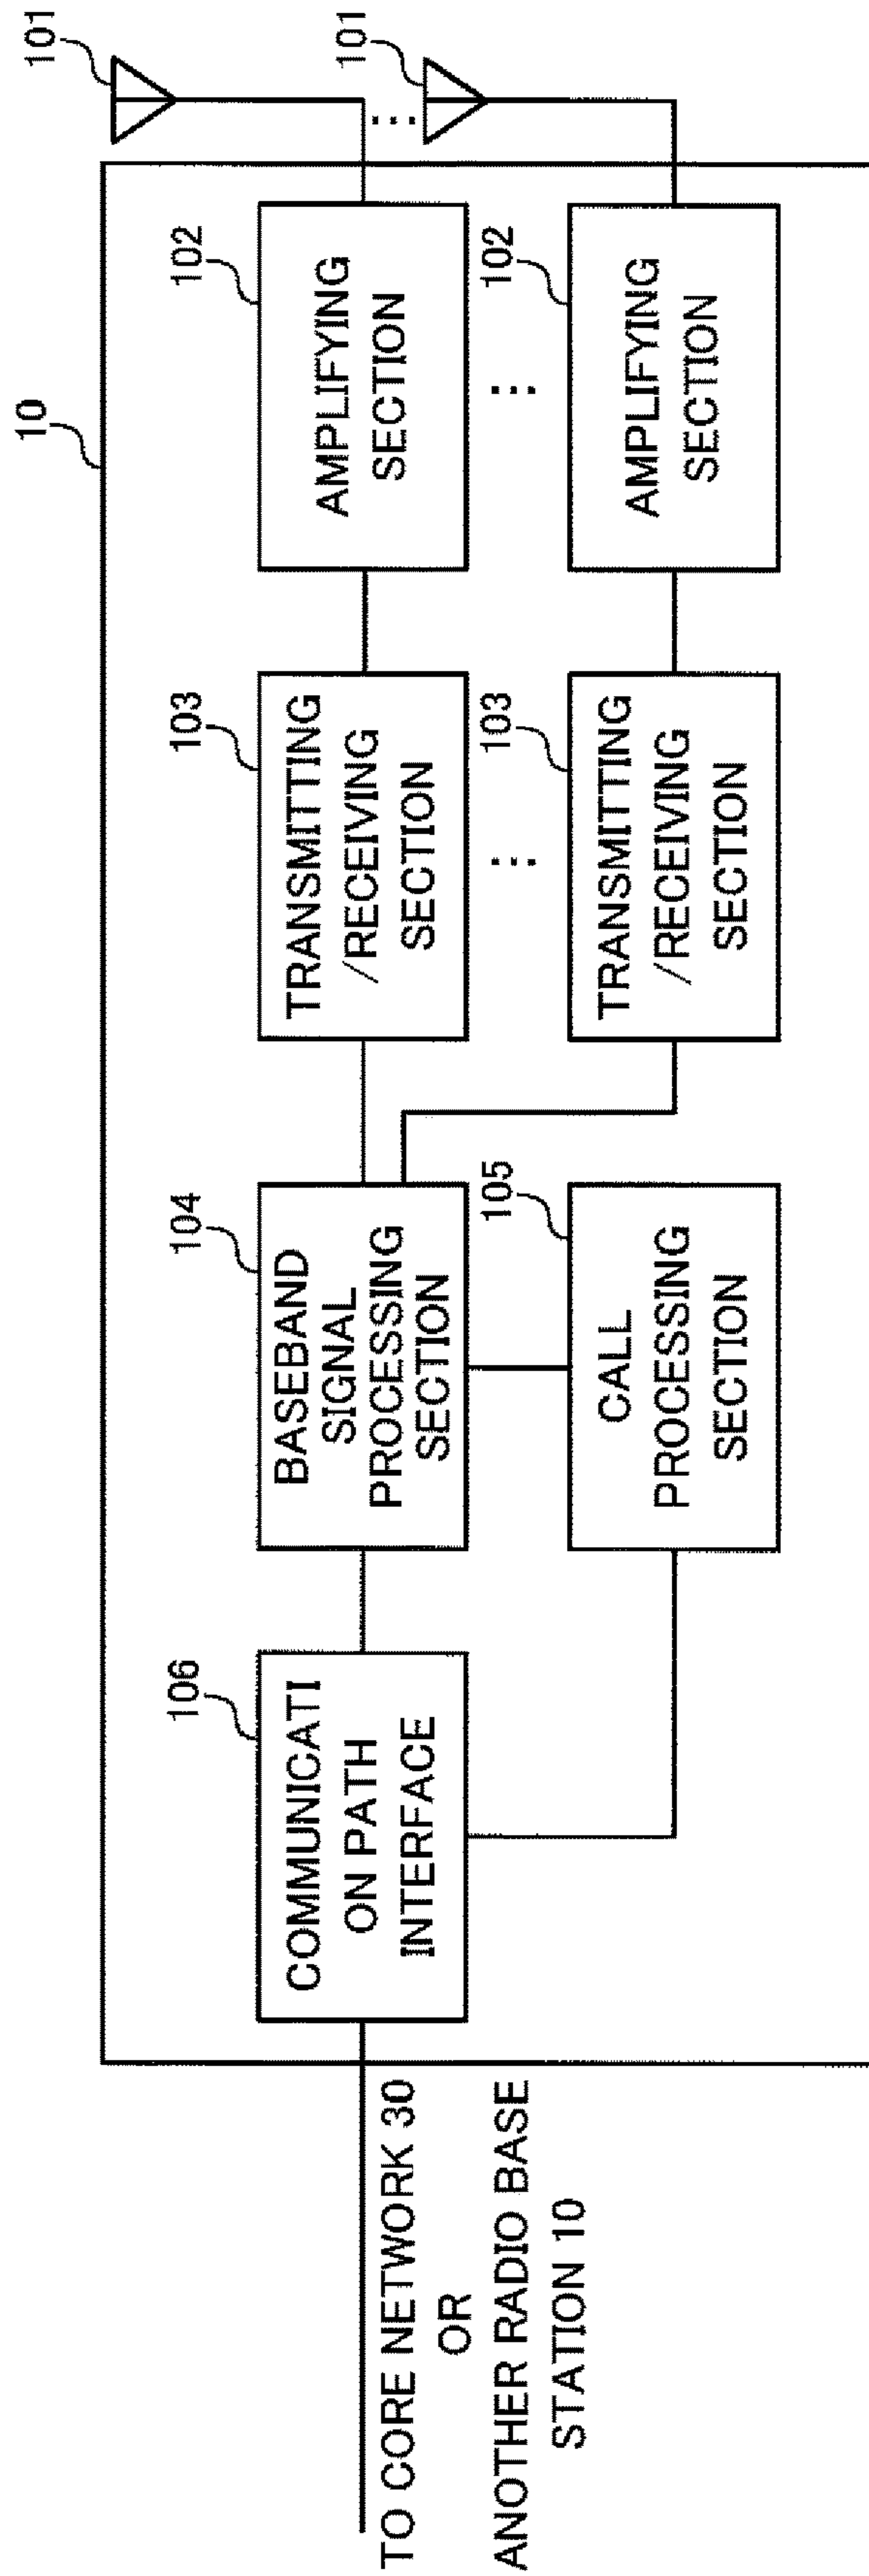 10
101
101
102
AMPLIFYING
SECTION
102
AMPLIFYING
SECTION
103
TRANSMITTING
/RECEIVING
SECTION
103
TRANSMITTING
/RECEIVING
SECTION
104
BASEBAND
SIGNAL
PROCESSING
SECTION
105
CALL
PROCESSING
SECTION
106
COMMUNICATI
ON PATH
INTERFACE
TO CORE NETWORK 30
OR
ANOTHER RADIO BASE
STATION 10